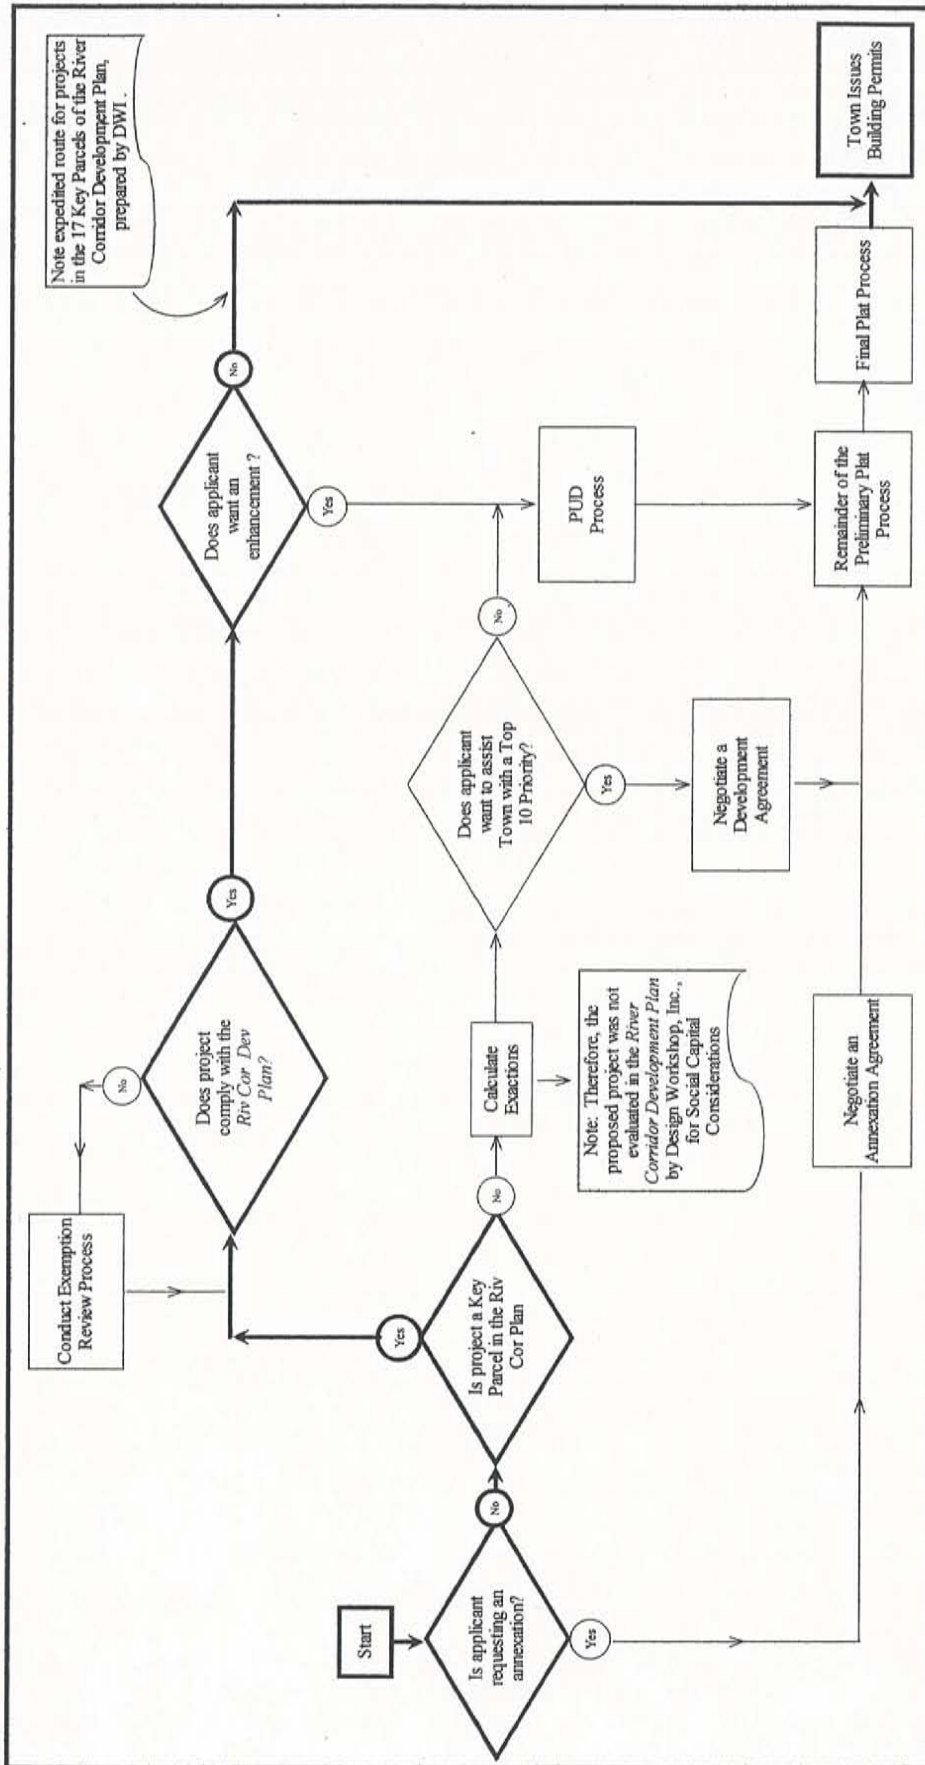 Start
Is applicant
requesting an
annexation?
No
Yes
Is project a Key
Parcel in the Riv
Cor Plan
Yes
No
Conduct Exemption
Review Process
No
Does project
comply with the
Riv Cor Dev
Plan?
Yes
Does applicant
want an
enhancement ?
No
Yes
Note expedited route for projects
in the 17 Key Parcels of the River
Corridor Development Plan,
prepared by DWI .
Calculate
Exactions
Note: Therefore, the
proposed project was not
evaluated in the River
Corridor Development Plan
by Design Workshop, Inc.,
for Social Capital
Considerations
Does applicant
want to assist
Town with a Top
10 Priority?
No
Yes
PUD
Process
Negotiate a
Development
Agreement
Negotiate an
Annexation Agreement
Remainder of the
Preliminary Plat
Process
Final Plat Process
Town Issues
Building Permits